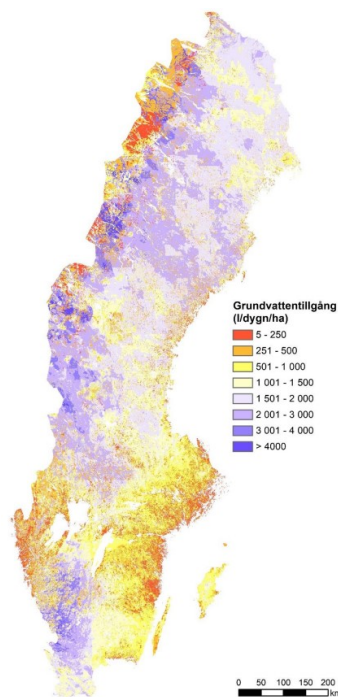 Grundvattentillgång
(l/dygn/ha)
5 - 250
251 - 500
501 - 1 000
1 001 - 1 500
1 501 - 2 000
2 001 - 3 000
3 001 - 4 000
> 4000
0 50 100 150 200
km